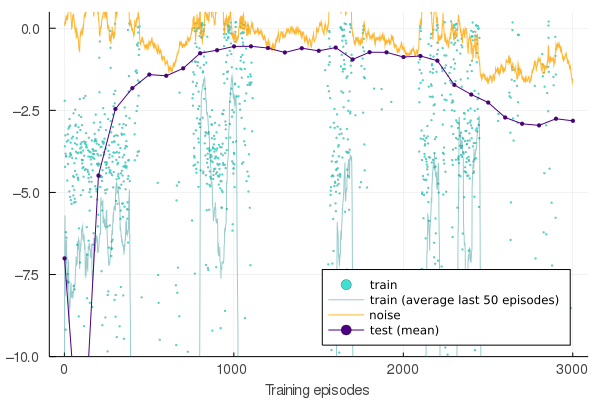 0.0
−2.5
−5.0
−7.5
−10.0
train
train (average last 50 episodes)
noise
test (mean)
0
1000
2000
3000
Training episodes